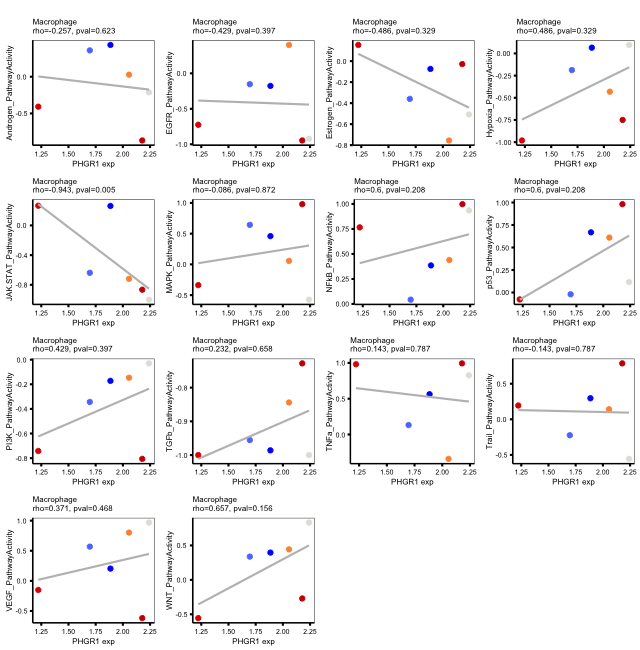 Macrophage
rho=-0.257, pval=0.623
Androgen_PathwayActivity
0.0
-0.5
1.25 1.50 1.75 2.00 2.25
PHGR1 exp
Macrophage
rho=-0.429, pval=0.397
EGFR_PathwayActivity
0.0
-0.5
-1.0
1.25 1.50 1.75 2.00 2.25
PHGR1 exp
Macrophage
rho=-0.486, pval=0.329
Estrogen_PathwayActivity
0.0
-0.2
-0.4
-0.6
-0.8
1.25 1.50 1.75 2.00 2.25
PHGR1 exp
Macrophage
rho=0.486, pval=0.329
Hypoxia_PathwayActivity
0.00
-0.25
-0.50
-0.75
-1.00
1.25 1.50 1.75 2.00 2.25
PHGR1 exp
Macrophage
rho=-0.943, pval=0.005
JAK.STAT_PathwayActivity
0.0
-0.4
-0.8
1.25 1.50 1.75 2.00 2.25
PHGR1 exp
Macrophage
rho=-0.086, pval=0.872
MAPK_PathwayActivity
1.0
0.5
0.0
-0.5
1.25 1.50 1.75 2.00 2.25
PHGR1 exp
Macrophage
rho=0.6, pval=0.208
NFkB_PathwayActivity
1.00
0.75
0.50
0.25
0.00
1.25 1.50 1.75 2.00 2.25
PHGR1 exp
Macrophage
rho=0.6, pval=0.208
p53_PathwayActivity
1.00
0.75
0.50
0.25
0.00
1.25 1.50 1.75 2.00 2.25
PHGR1 exp
Macrophage
rho=0.429, pval=0.397
PI3K_PathwayActivity
0.0
-0.2
-0.4
-0.6
-0.8
1.25 1.50 1.75 2.00 2.25
PHGR1 exp
Macrophage
rho=0.232, pval=0.658
TGFb_PathwayActivity
-0.8
-0.9
-1.0
1.25 1.50 1.75 2.00 2.25
PHGR1 exp
Macrophage
rho=0.143, pval=0.787
TNFa_PathwayActivity
1.0
0.5
0.0
1.25 1.50 1.75 2.00 2.25
PHGR1 exp
Macrophage
rho=-0.143, pval=0.787
Trail_PathwayActivity
0.5
0.0
-0.5
1.25 1.50 1.75 2.00 2.25
PHGR1 exp
Macrophage
rho=0.371, pval=0.468
VEGF_PathwayActivity
1.0
0.5
0.0
-0.5
1.25 1.50 1.75 2.00 2.25
PHGR1 exp
Macrophage
rho=0.657, pval=0.156
WNT_PathwayActivity
1.0
0.5
0.0
-0.5
1.25 1.50 1.75 2.00 2.25
PHGR1 exp